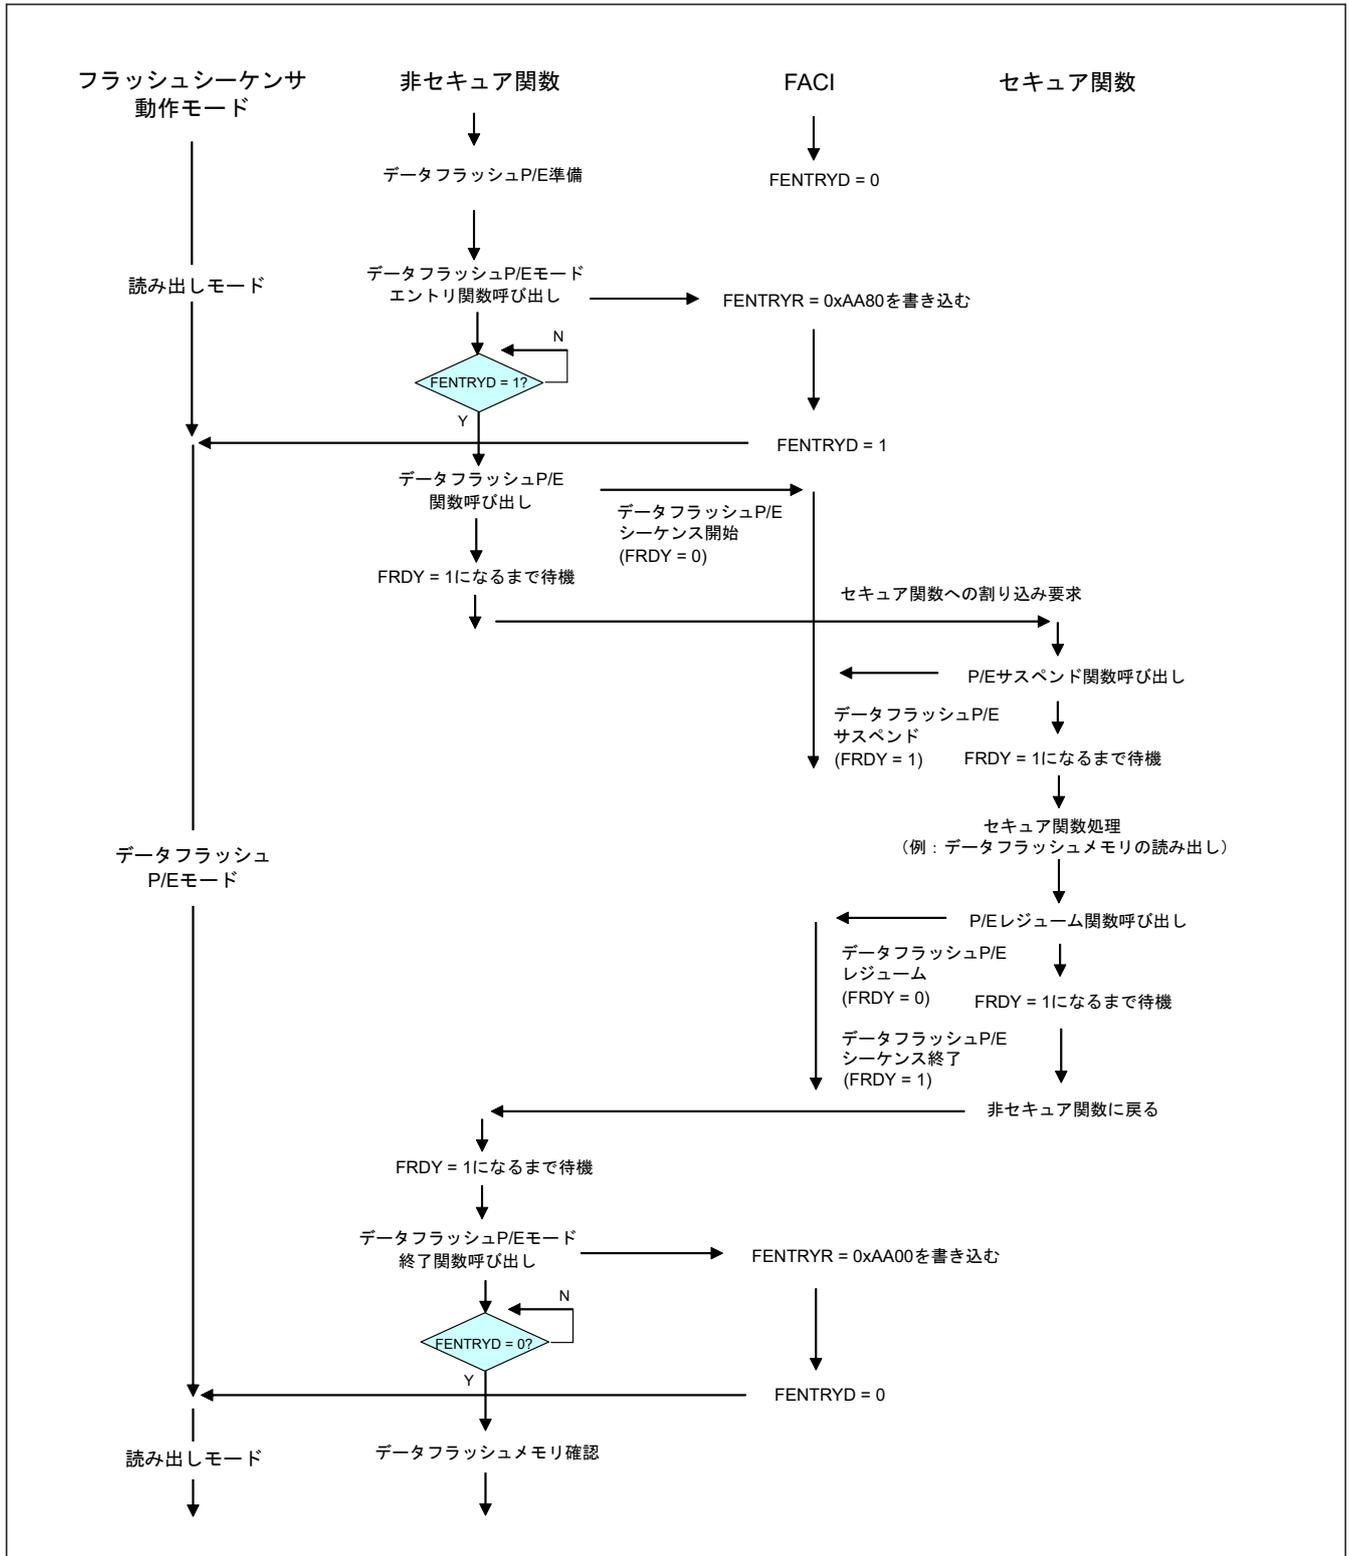 フラッシュシーケンサ
動作モード
非セキュア関数
FACI
セキュア関数
データフラッシュP/E準備
FENTRYD = 0
読み出しモード
データフラッシュP/Eモード
エントリ関数呼び出し
FENTRYR = 0xAA80を書き込む
N
FENTRYD = 1?
Y
FENTRYD = 1
データフラッシュP/E
関数呼び出し
データフラッシュP/E
シーケンス開始
(FRDY = 0)
FRDY = 1になるまで待機
セキュア関数への割り込み要求
P/Eサスペンド関数呼び出し
データフラッシュP/E
サスペンド
(FRDY = 1)
FRDY = 1になるまで待機
セキュア関数処理
（例：データフラッシュメモリの読み出し）
データフラッシュ
P/Eモード
P/Eレジューム関数呼び出し
データフラッシュP/E
レジューム
(FRDY = 0)
FRDY = 1になるまで待機
データフラッシュP/E
シーケンス終了
(FRDY = 1)
非セキュア関数に戻る
FRDY = 1になるまで待機
データフラッシュP/Eモード
終了関数呼び出し
FENTRYR = 0xAA00を書き込む
N
FENTRYD = 0?
Y
FENTRYD = 0
読み出しモード
データフラッシュメモリ確認